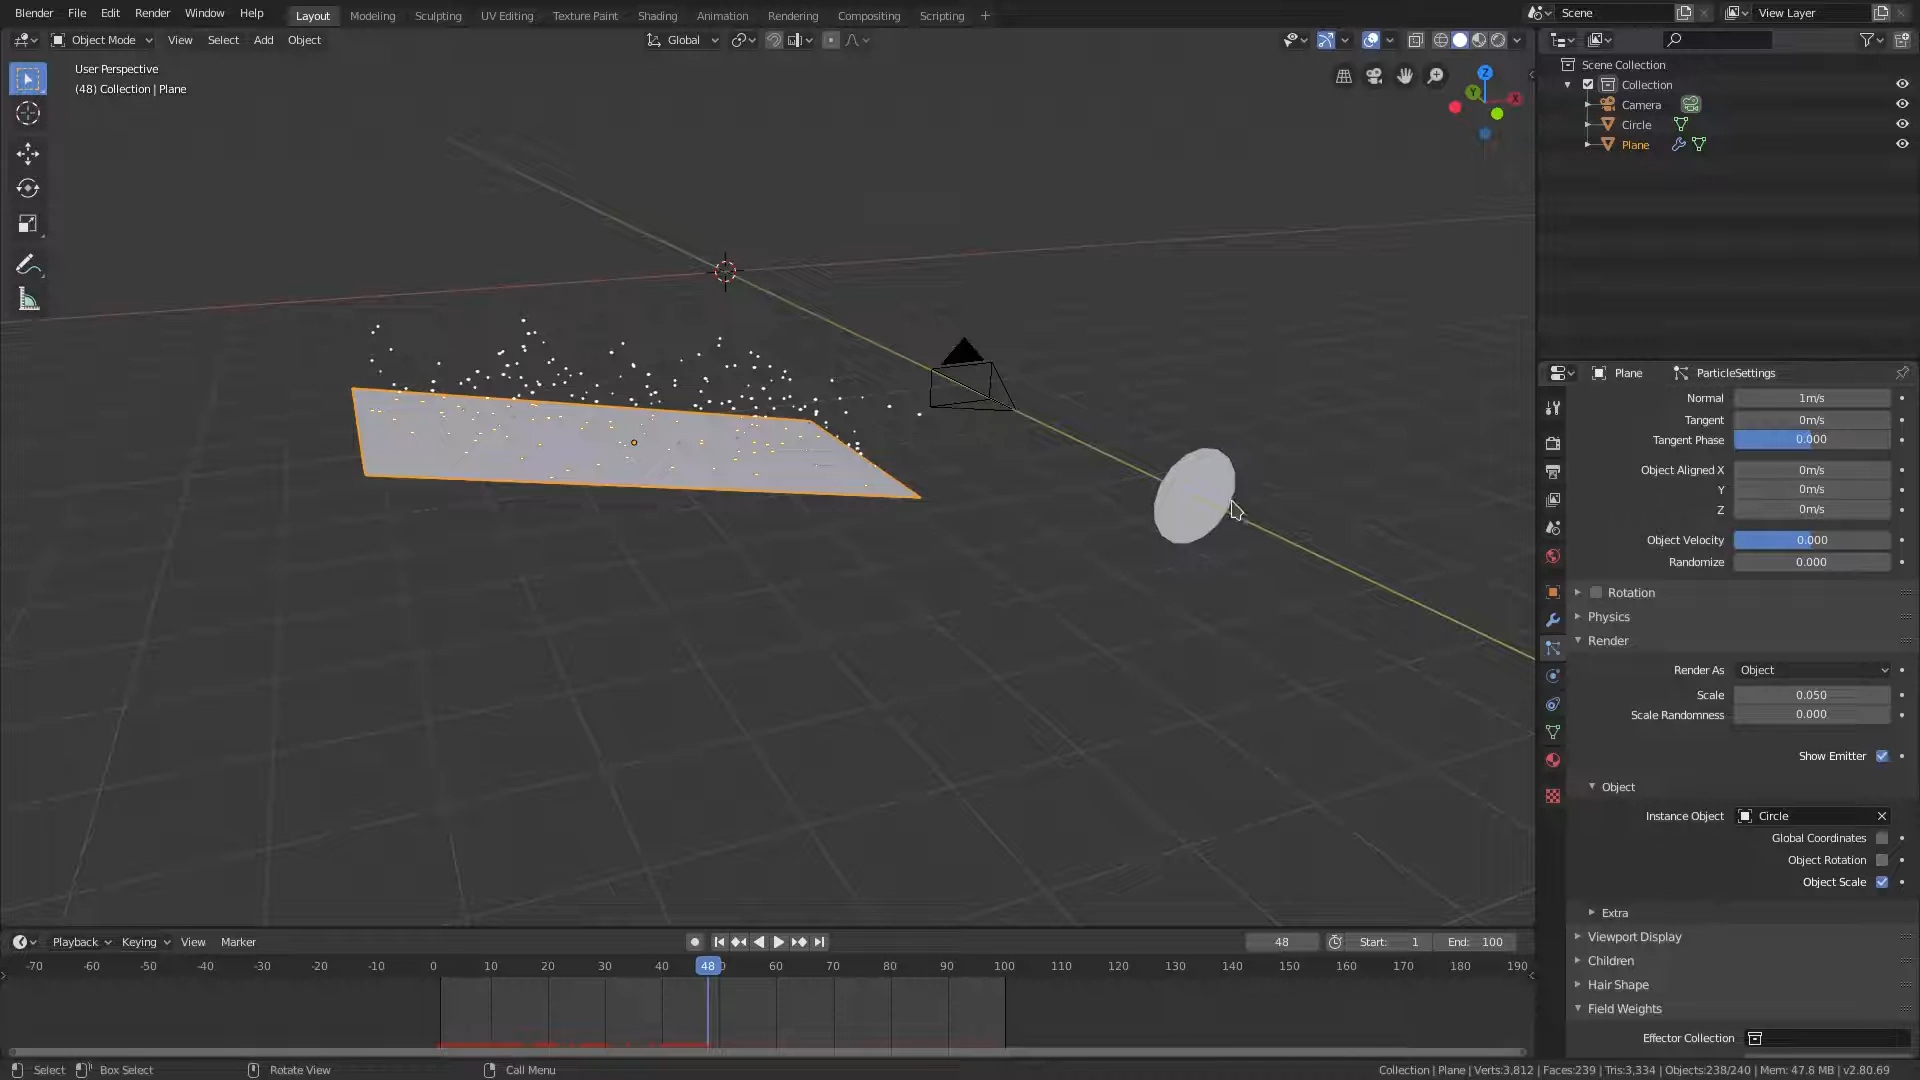 Blender File Edit Render Window Help Layout Modeling Sculpting UV Editing Texture Paint Shading Animation Rendering Compositing Scripting + Scene View Layer
Object Mode View Select Add Object Global
User Perspective
(48) Collection | Plane
Z
Y
X
Scene Collection
Collection
Camera
Circle
Plane
Plane ParticleSettings
Normal 1m/s
Tangent 0m/s
Tangent Phase 0.000
Object Aligned X 0m/s
Y 0m/s
Z 0m/s
Object Velocity 0.000
Randomize 0.000
Rotation
Physics
Render
Render As Object
Scale 0.050
Scale Randomness 0.000
Show Emitter
Object
Instance Object Circle
Global Coordinates
Object Rotation
Object Scale
Extra
Viewport Display
Children
Hair Shape
Field Weights
Effector Collection
Playback Keying View Marker 48 Start: 1 End: 100
-70 -60 -50 -40 -30 -20 -10 0 10 20 30 40 48 60 70 80 90 100 110 120 130 140 150 160 170 180 190
Select Box Select Rotate View Call Menu Collection | Plane | Verts:3,812 | Faces:239 | Tris:3,334 | Objects:238/240 | Mem: 47.8 MB | v2.80.69